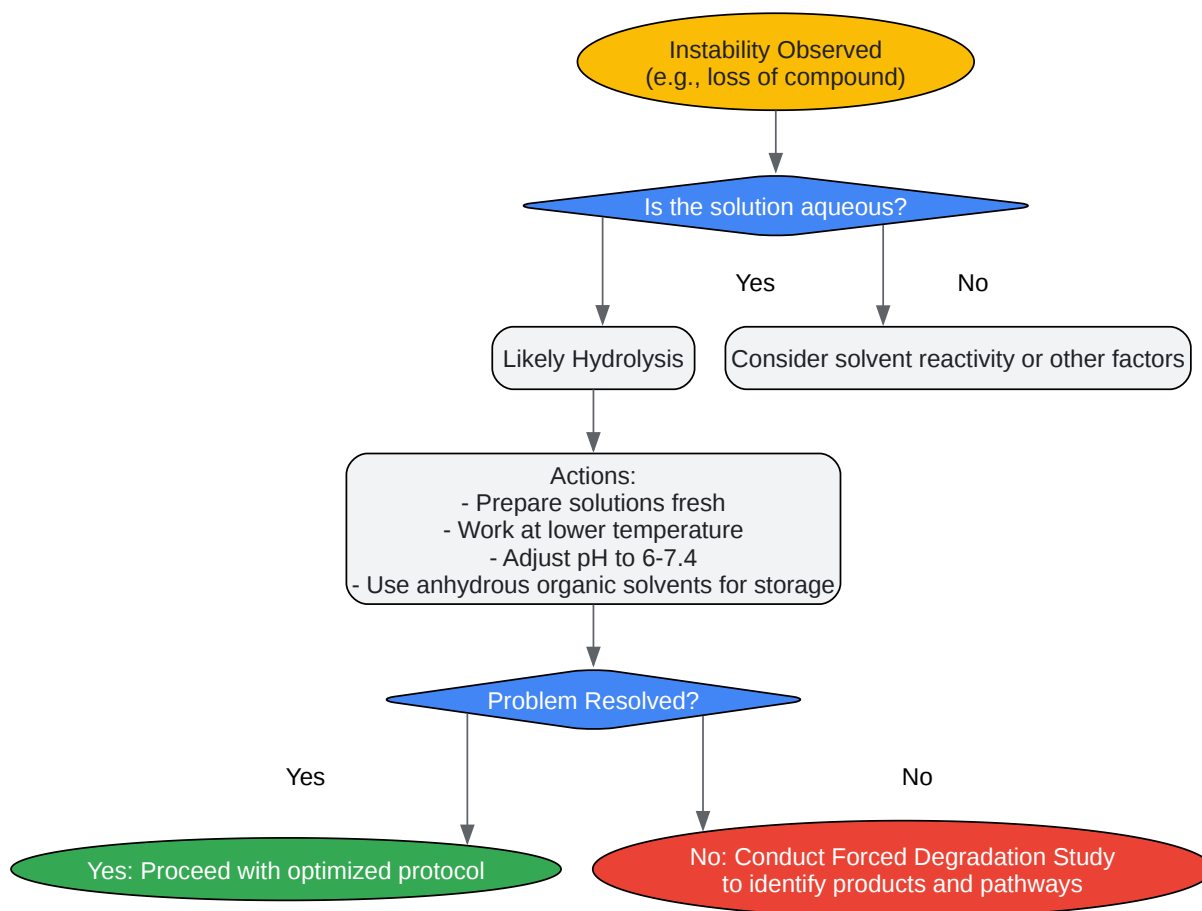 Instability Observed
(e.g., loss of compound)
Is the solution aqueous?
Yes
No
Likely Hydrolysis
Consider solvent reactivity or other factors
Actions:
- Prepare solutions fresh
- Work at lower temperature
- Adjust pH to 6-7.4
- Use anhydrous organic solvents for storage
Problem Resolved?
Yes
No
Yes: Proceed with optimized protocol
No: Conduct Forced Degradation Study
to identify products and pathways